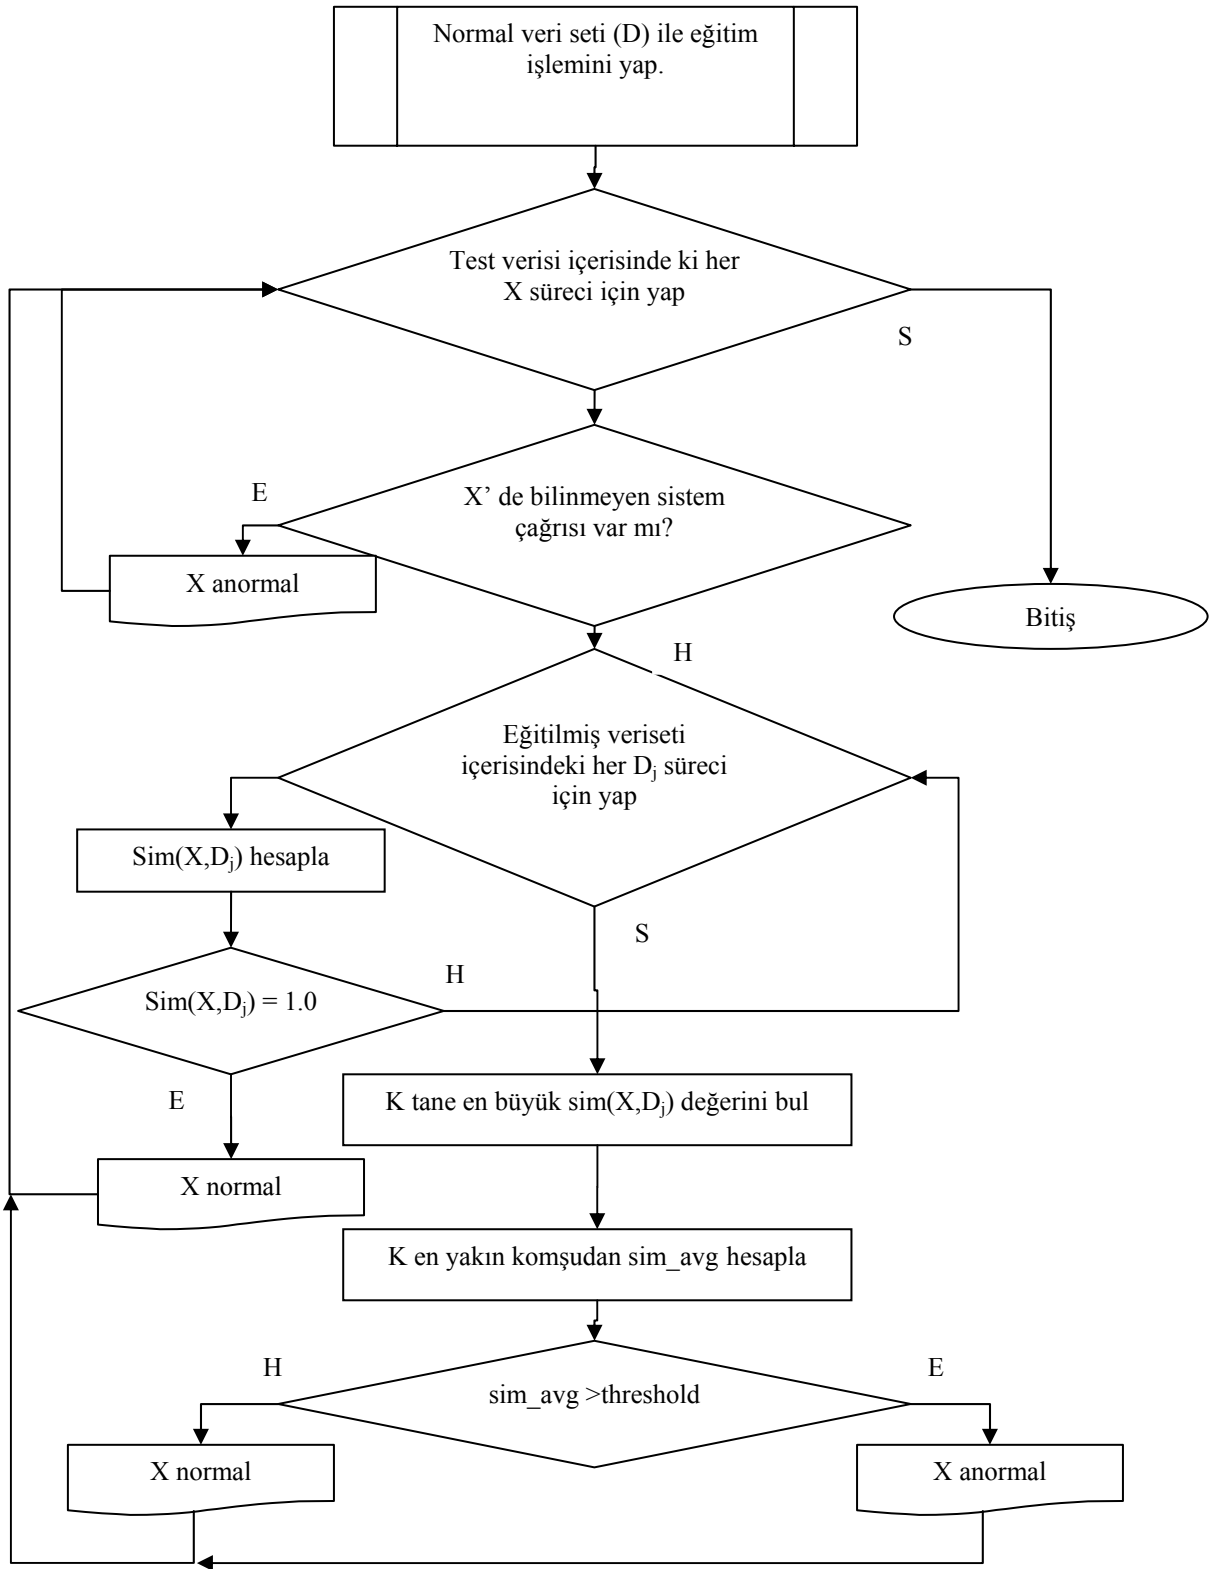 Normal veri seti (D) ile eğitim
işlemini yap.
Test verisi içerisinde ki her
X süreci için yap
S
E
X' de bilinmeyen sistem
çağrısı var mı?
X anormal
Bitiş
H
Eğitilmiş veriseti
içerisindeki her Dj süreci
için yap
Sim(X,Dj) hesapla
S
H
Sim(X,Dj) = 1.0
E
K tane en büyük sim(X,Dj) değerini bul
X normal
K en yakın komşudan sim_avg hesapla
H
E
sim_avg >threshold
X normal
X anormal